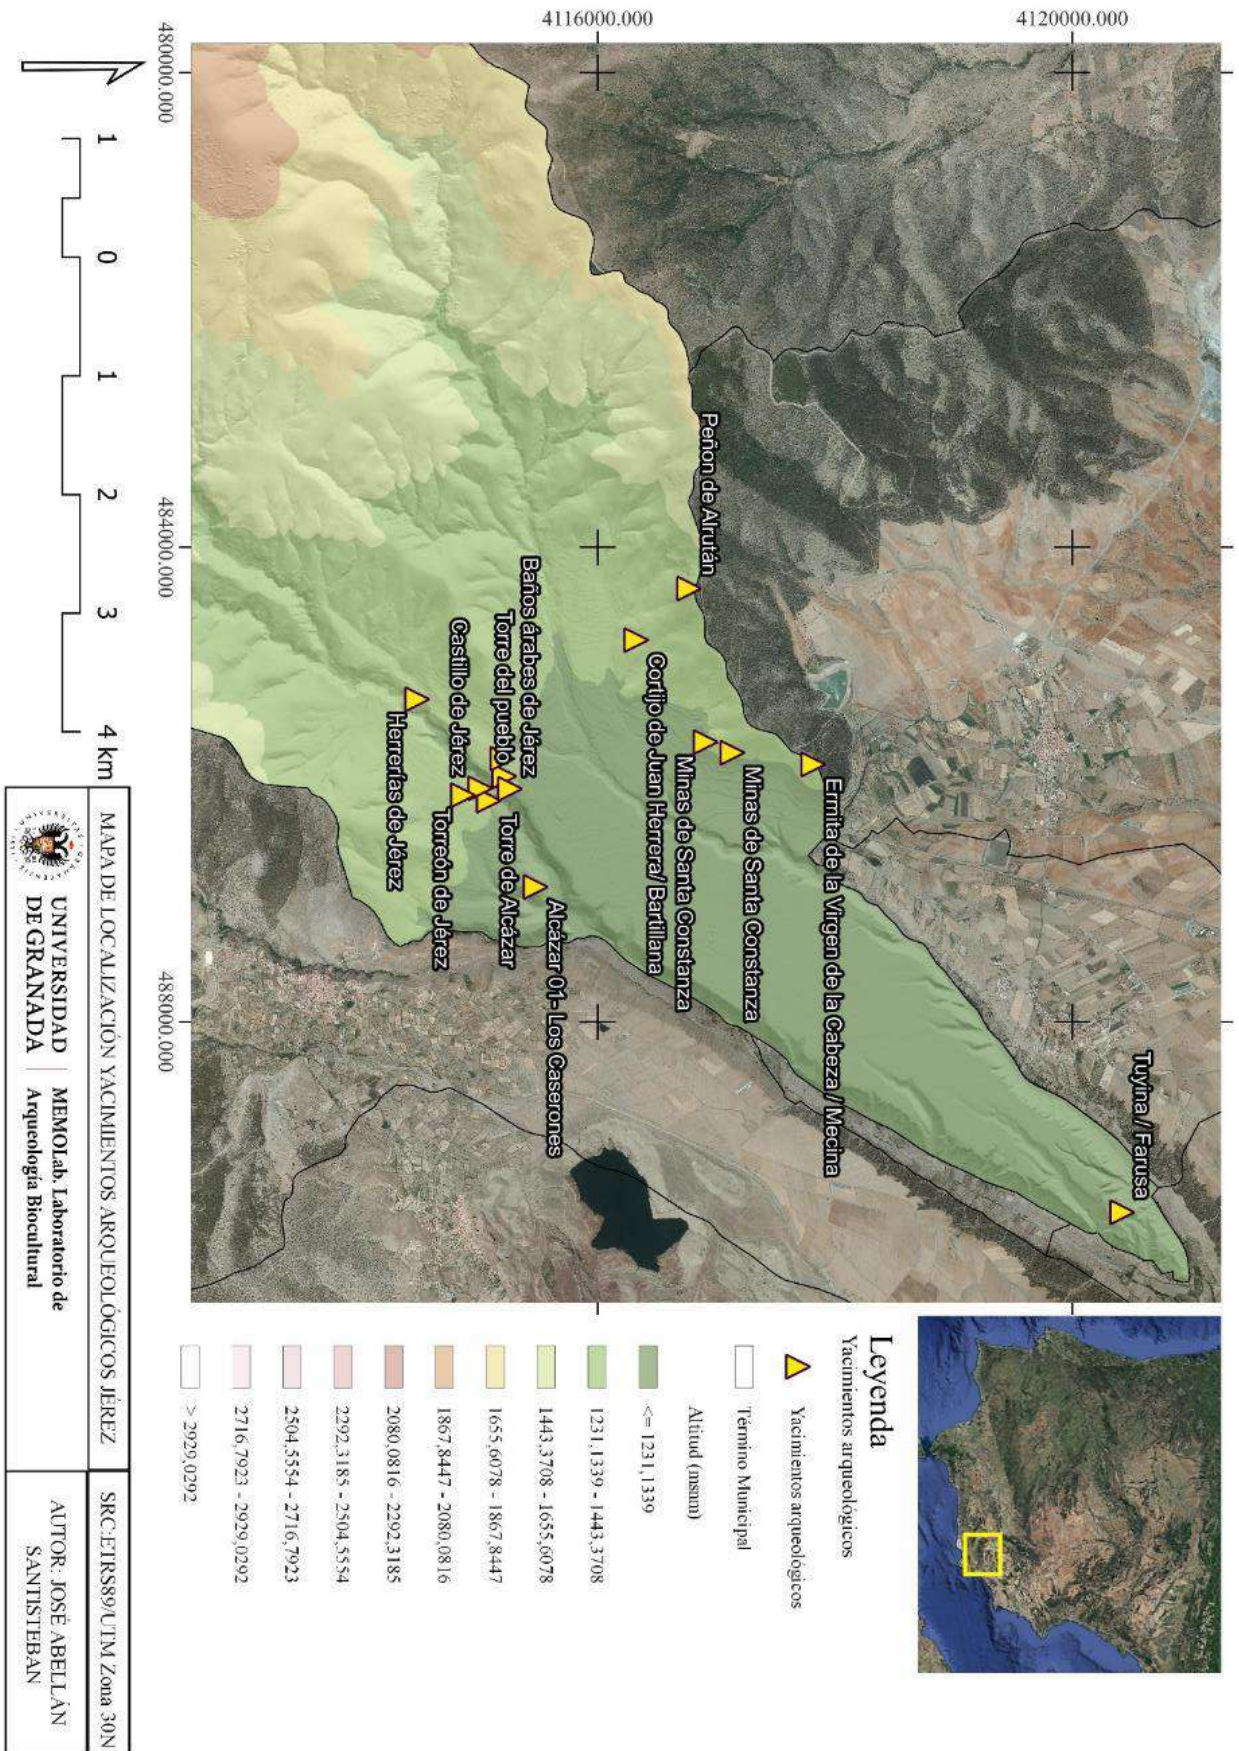 480000.000
484000.000
488000.000
4120000.000
4116000.000
Tuyina / Farusa
Ermita de la Virgen de la Cabeza / Mecina
Minas de Santa Constanza
Minas de Santa Constanza
Peñon de Alrután
Cortijo de Juan Herrera/ Bartillana
Alcázar 01- Los Caserones
Baños árabes de Jérez
Torre del pueblo
Torre de Alcázar
Castillo de Jérez
Torreón de Jérez
Herrerías de Jérez
Leyenda
Yacimientos arqueológicos
Yacimientos arqueológicos
Término Municipal
Altitud (msnm)
<= 1231,1339
1231,1339 - 1443,3708
1443,3708 - 1655,6078
1655,6078 - 1867,8447
1867,8447 - 2080,0816
2080,0816 - 2292,3185
2292,3185 - 2504,5554
2504,5554 - 2716,7923
2716,7923 - 2929,0292
> 2929,0292
1 0 1 2 3 4 km
MAPA DE LOCALIZACIÓN YACIMIENTOS ARQUEOLÓGICOS JÉREZ
SRC:ETRS89/UTM Zona 30N
UNIVERSIDAD
DE GRANADA
MEMOLab. Laboratorio de
Arqueología Biocultural
AUTOR: JOSÉ ABELLÁN
SANTISTEBAN